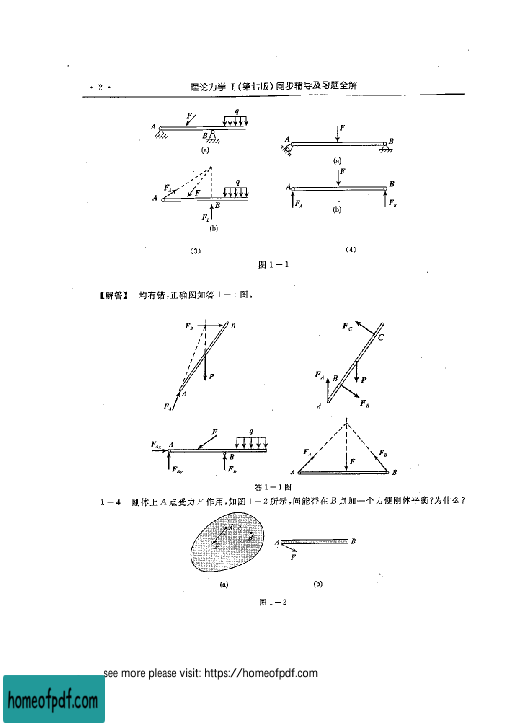 · 2 ·
理论力学 I (第七版) 同步辅导及习题全解
F
q
A
B
(a)
F
A
B
(a)
F
q
A
B
(b)
F
A
B
F_A
F_B
(b)
(3)
(4)
图 1-1
【解答】 均有错,正确图如答 1-1 图。
F_B
B
P
A
F_A
F_C
C
F_A
B
P
A
F_B
F_Ax
A
F
q
B
F_Ay
F_B
F_A
F
F_B
A
B
答 1-1 图
1-4 刚体上 A 点受力 F 作用,如图 1-2 所示,问能否在 B 点加一个力使刚体平衡?为什么?
A
B
F
(a)
(b)
图 1-2
see more please visit: https://homeofpdf.com
homeofpdf.com